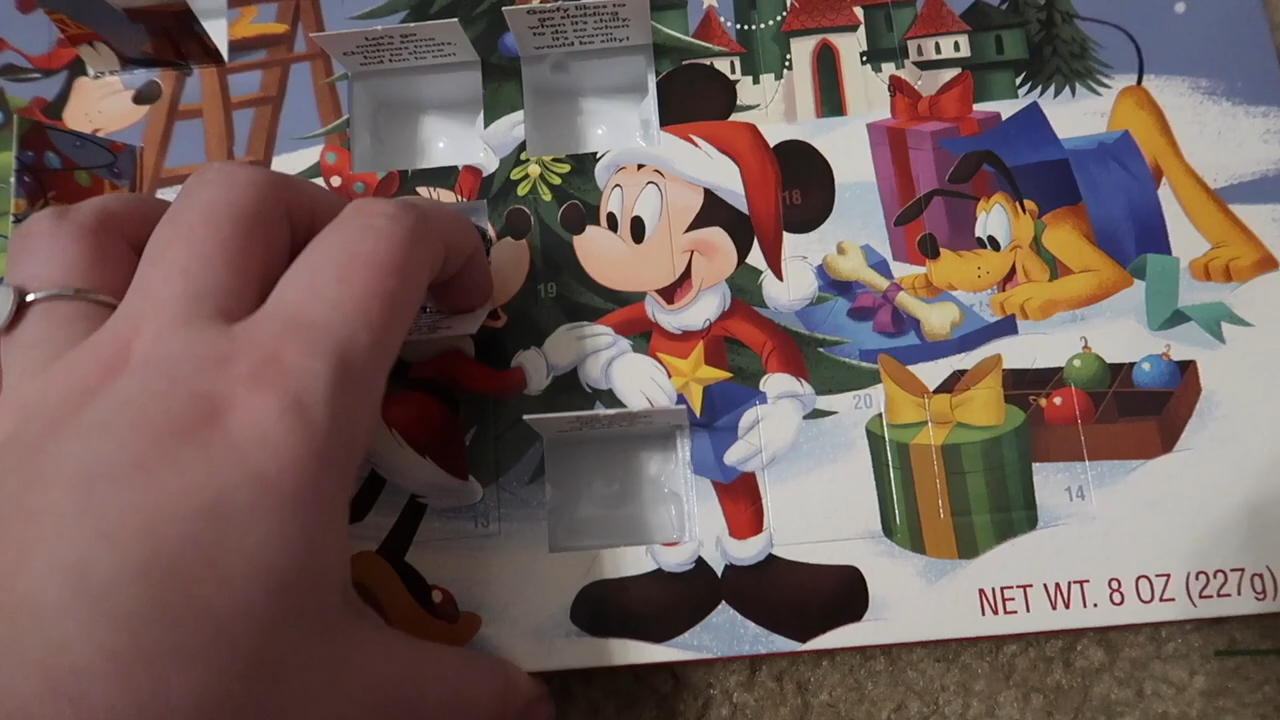 Let's go
make some
Christmas treats,
fun to share
and fun to eat!
Goofy likes to
go sledding
when it's chilly,
to do so when
it's warm
would be silly!
9
18
19
20
14
13
NET WT. 8 OZ (227g)